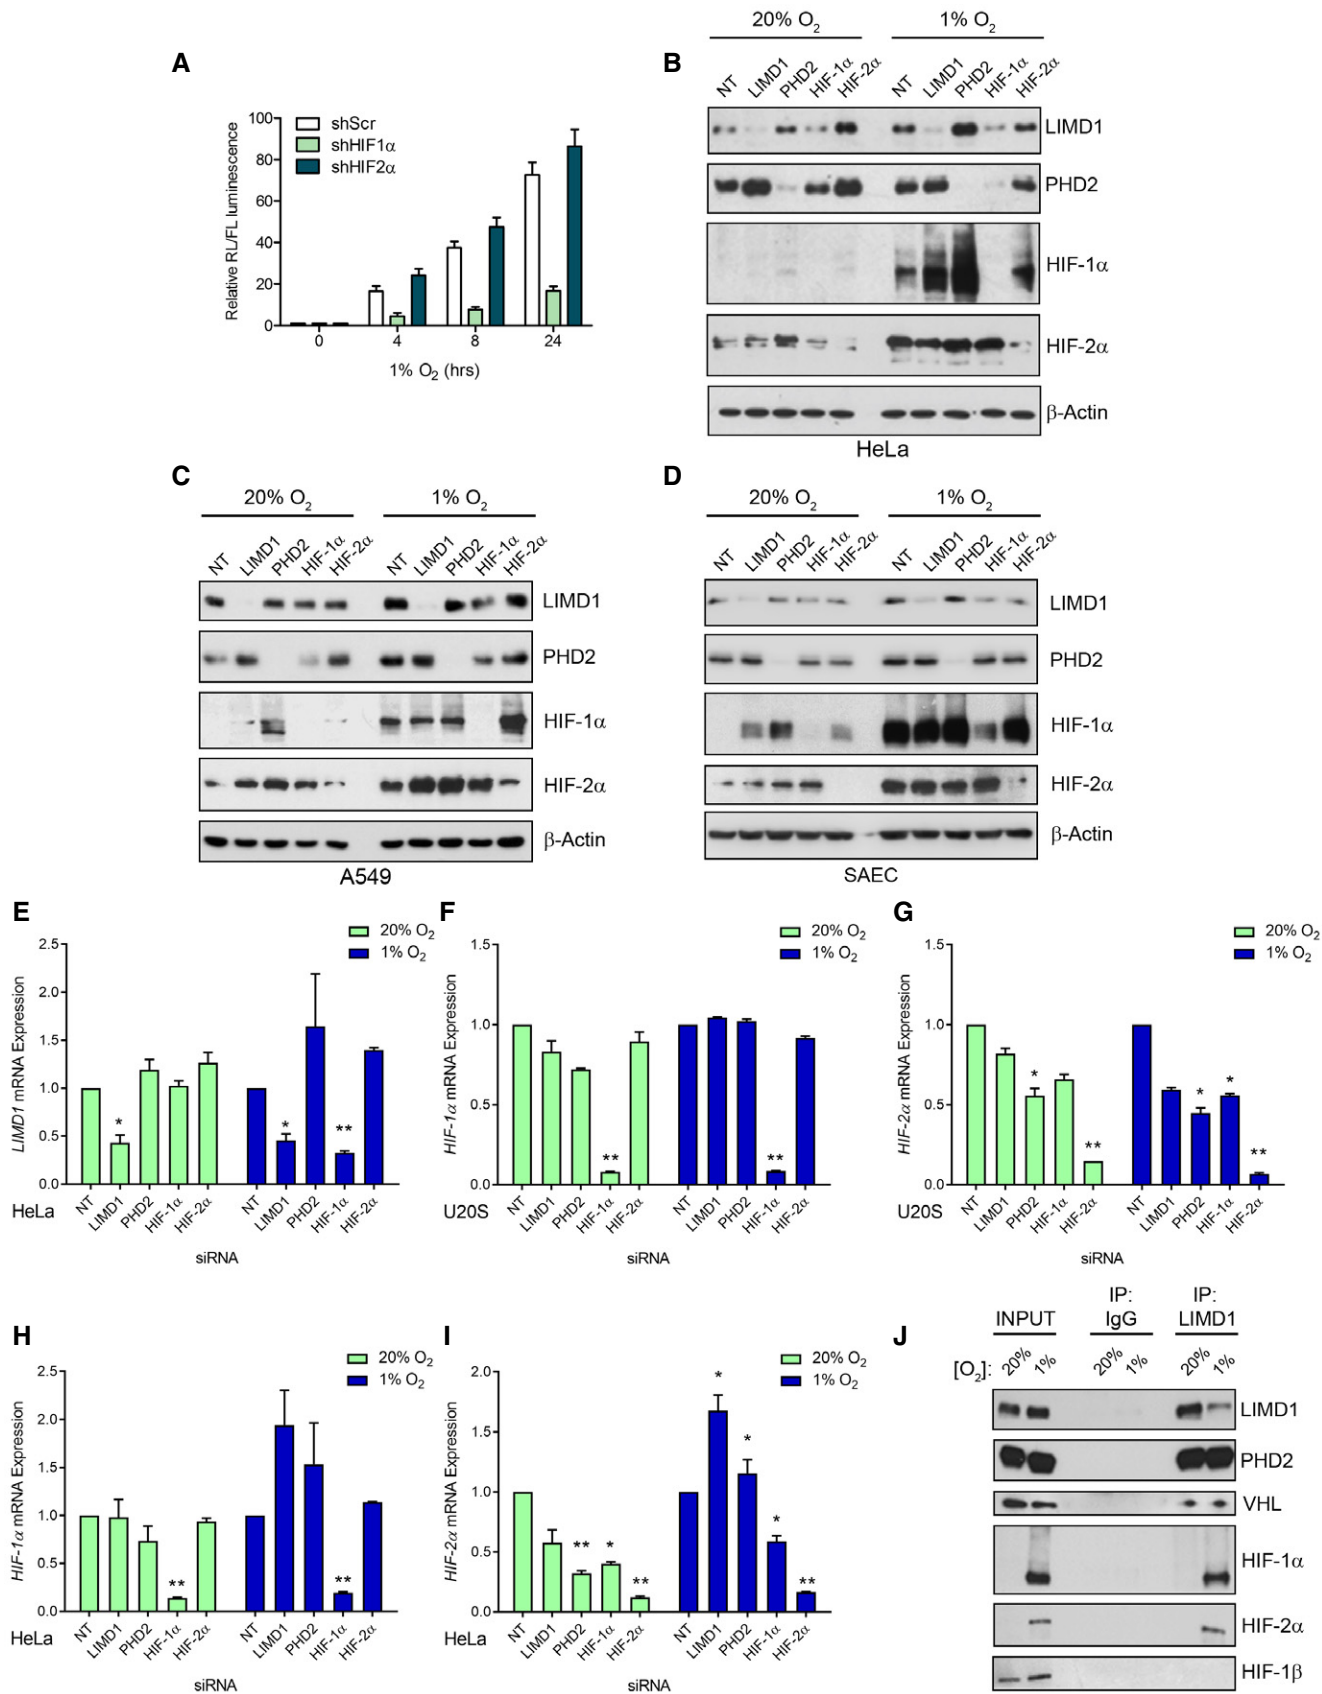 A
100
80
60
40
20
0
Relative RL/FL luminescence
shScr
shHIF1α
shHIF2α
0 4 8 24
1% O2 (hrs)
B
20% O2 1% O2
NT LIMD1 PHD2 HIF-1α HIF-2α NT LIMD1 PHD2 HIF-1α HIF-2α
LIMD1
PHD2
HIF-1α
HIF-2α
β-Actin
HeLa
C
20% O2 1% O2
NT LIMD1 PHD2 HIF-1α HIF-2α NT LIMD1 PHD2 HIF-1α HIF-2α
LIMD1
PHD2
HIF-1α
HIF-2α
β-Actin
A549
D
20% O2 1% O2
NT LIMD1 PHD2 HIF-1α HIF-2α NT LIMD1 PHD2 HIF-1α HIF-2α
LIMD1
PHD2
HIF-1α
HIF-2α
β-Actin
SAEC
E
20% O2
1% O2
2.5
2.0
1.5
1.0
0.5
0.0
LIMD1 mRNA Expression
* * **
NT LIMD1 PHD2 HIF-1α HIF-2α NT LIMD1 PHD2 HIF-1α HIF-2α
HeLa
siRNA
F
20% O2
1% O2
1.5
1.0
0.5
0.0
HIF-1α mRNA Expression
** **
NT LIMD1 PHD2 HIF-1α HIF-2α NT LIMD1 PHD2 HIF-1α HIF-2α
U20S
siRNA
G
20% O2
1% O2
1.5
1.0
0.5
0.0
HIF-2α mRNA Expression
* ** * * **
NT LIMD1 PHD2 HIF-1α HIF-2α NT LIMD1 PHD2 HIF-1α HIF-2α
U20S
siRNA
H
20% O2
1% O2
2.5
2.0
1.5
1.0
0.5
0.0
HIF-1α mRNA Expression
** **
NT LIMD1 PHD2 HIF-1α HIF-2α NT LIMD1 PHD2 HIF-1α HIF-2α
HeLa
siRNA
I
20% O2
1% O2
2.0
1.5
1.0
0.5
0.0
HIF-2α mRNA Expression
** * ** * * * **
NT LIMD1 PHD2 HIF-1α HIF-2α NT LIMD1 PHD2 HIF-1α HIF-2α
HeLa
siRNA
J
INPUT IP: IgG IP: LIMD1
[O2]: 20% 1% 20% 1% 20% 1%
LIMD1
PHD2
VHL
HIF-1α
HIF-2α
HIF-1β